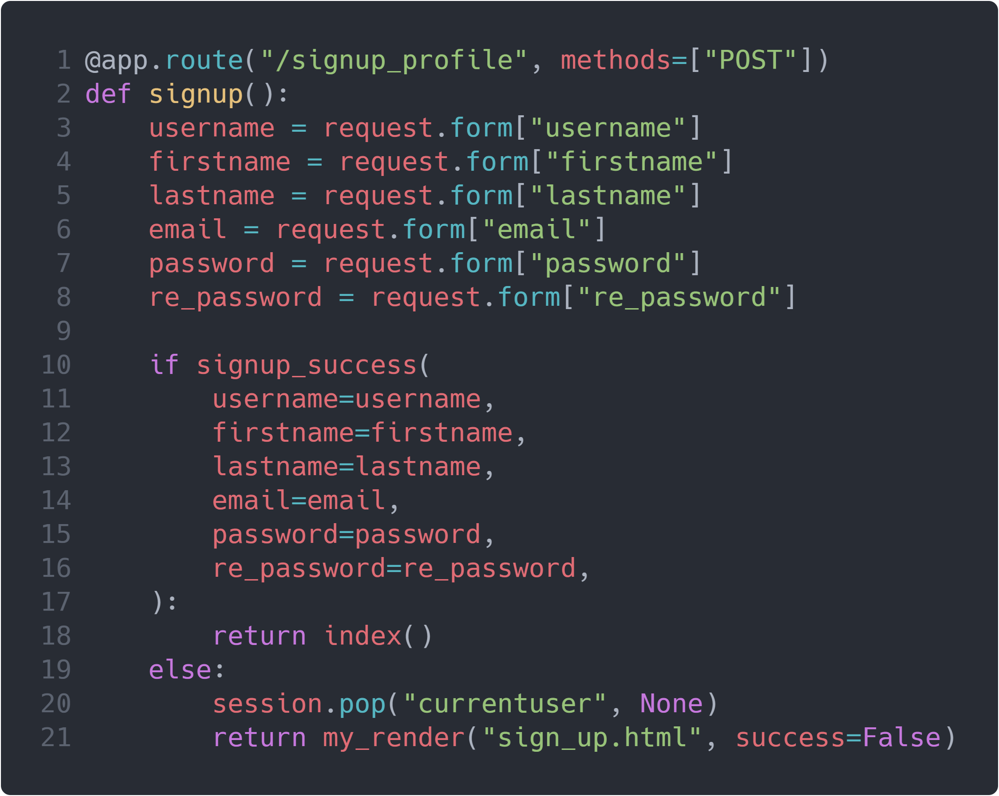 1 @app.route("/signup_profile", methods=["POST"])
2 def signup():
3     username = request.form["username"]
4     firstname = request.form["firstname"]
5     lastname = request.form["lastname"]
6     email = request.form["email"]
7     password = request.form["password"]
8     re_password = request.form["re_password"]
9
10     if signup_success(
11         username=username,
12         firstname=firstname,
13         lastname=lastname,
14         email=email,
15         password=password,
16         re_password=re_password,
17     ):
18         return index()
19     else:
20         session.pop("currentuser", None)
21         return my_render("sign_up.html", success=False)